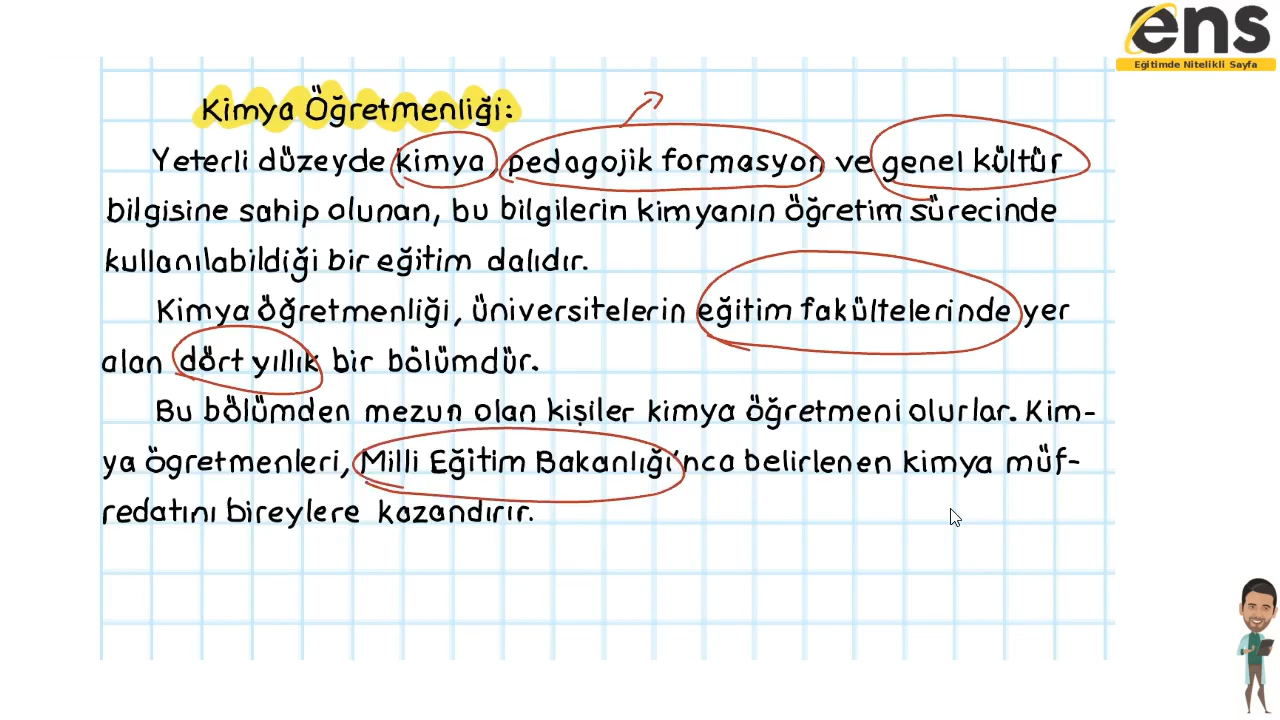 ens
Eğitimde Nitelikli Sayfa
Kimya Öğretmenliği:
Yeterli düzeyde kimya, pedagojik formasyon ve genel kültür
bilgisine sahip olunan, bu bilgilerin kimyanın öğretim sürecinde
kullanılabildiği bir eğitim dalıdır.
Kimya öğretmenliği, üniversitelerin eğitim fakültelerinde yer
alan dört yıllık bir bölümdür.
Bu bölümden mezun olan kişiler kimya öğretmeni olurlar. Kim-
ya ögretmenleri, Milli Eğitim Bakanlığı'nca belirlenen kimya müf-
redatını bireylere kazandırır.